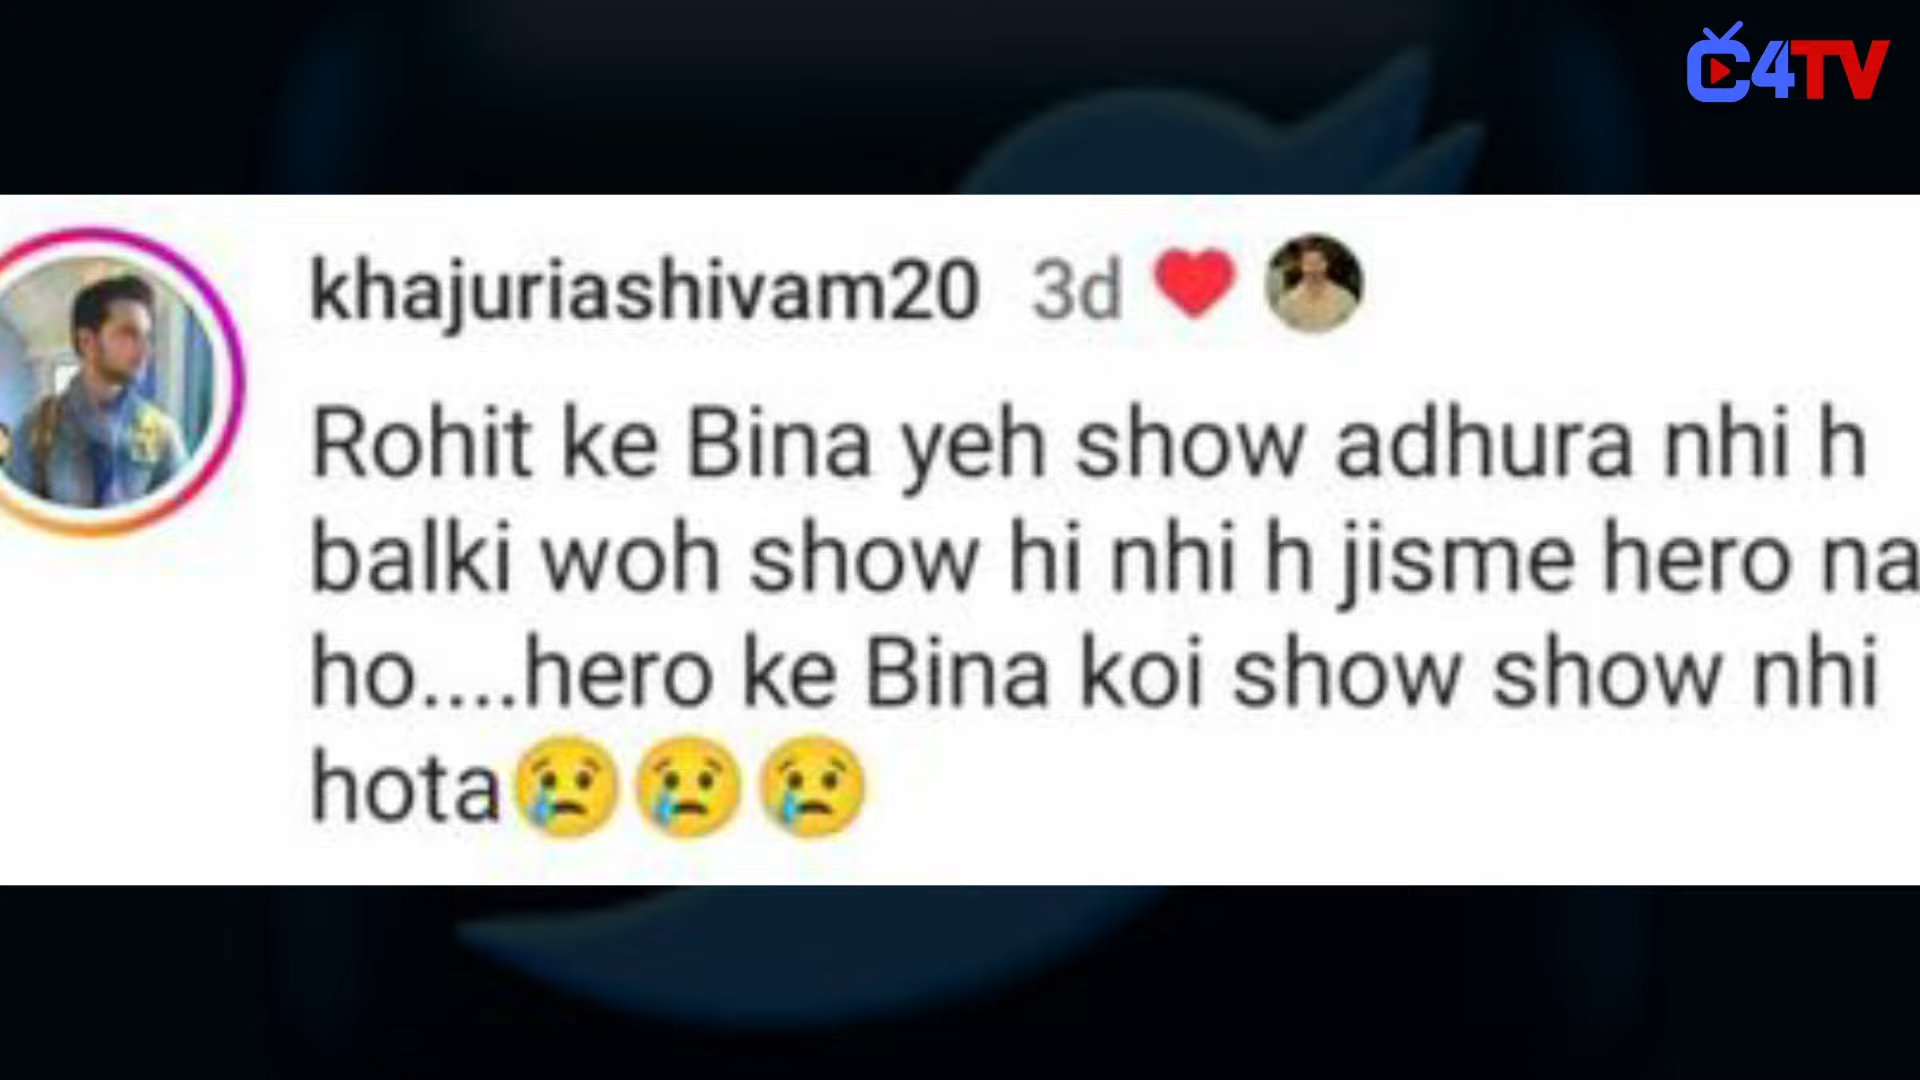 C4TV
khajuriashivam20 3d ❤️
Rohit ke Bina yeh show adhura nhi h
balki woh show hi nhi h jisme hero na
ho....hero ke Bina koi show show nhi
hota😢😢😢